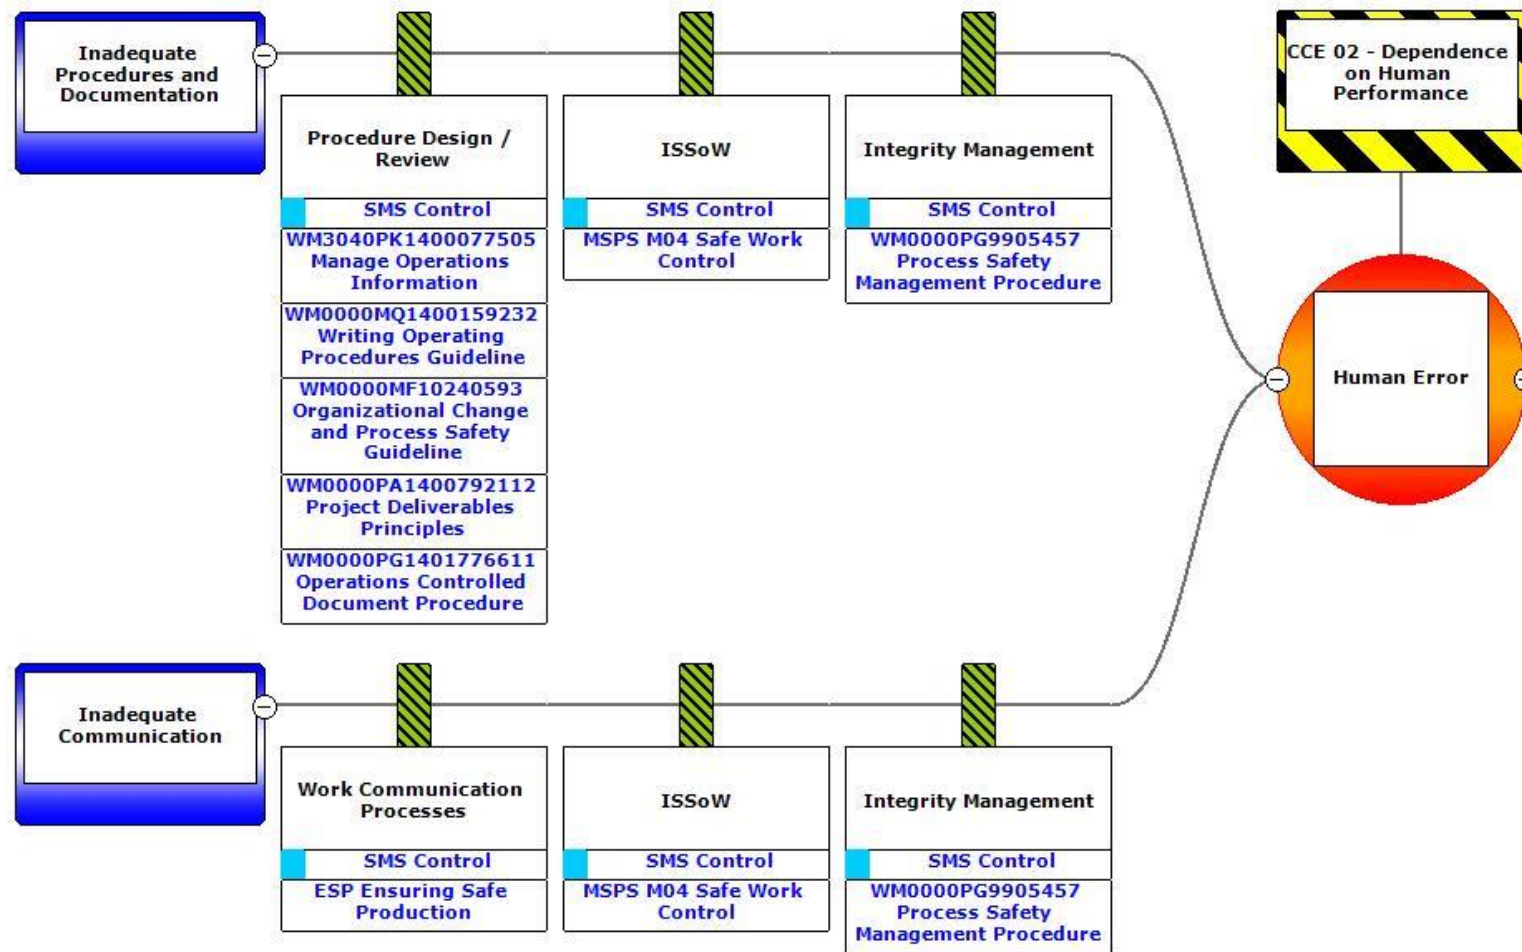 Inadequate
Procedures and
Documentation
Procedure Design /
Review
SMS Control
WM3040PK1400077505
Manage Operations
Information
WM0000MQ1400159232
Writing Operating
Procedures Guideline
WM0000MF10240593
Organizational Change
and Process Safety
Guideline
WM0000PA1400792112
Project Deliverables
Principles
WM0000PG1401776611
Operations Controlled
Document Procedure
ISSoW
SMS Control
MSPS M04 Safe Work
Control
Integrity Management
SMS Control
WM0000PG9905457
Process Safety
Management Procedure
CCE 02 - Dependence
on Human
Performance
Human Error
Inadequate
Communication
Work Communication
Processes
SMS Control
ESP Ensuring Safe
Production
ISSoW
SMS Control
MSPS M04 Safe Work
Control
Integrity Management
SMS Control
WM0000PG9905457
Process Safety
Management Procedure